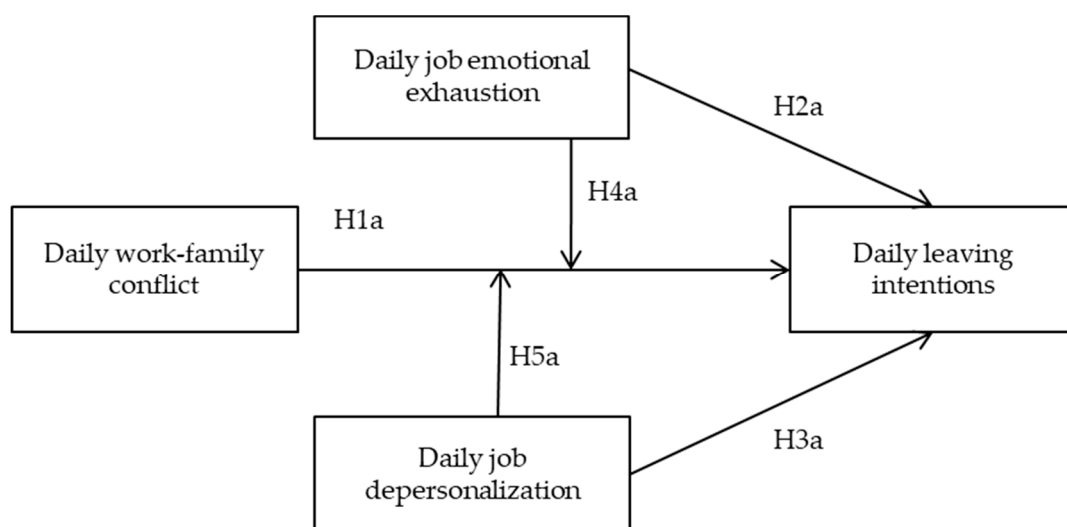 Daily job emotional
exhaustion
H2a
H4a
H1a
Daily work-family
conflict
Daily leaving
intentions
H5a
H3a
Daily job
depersonalization